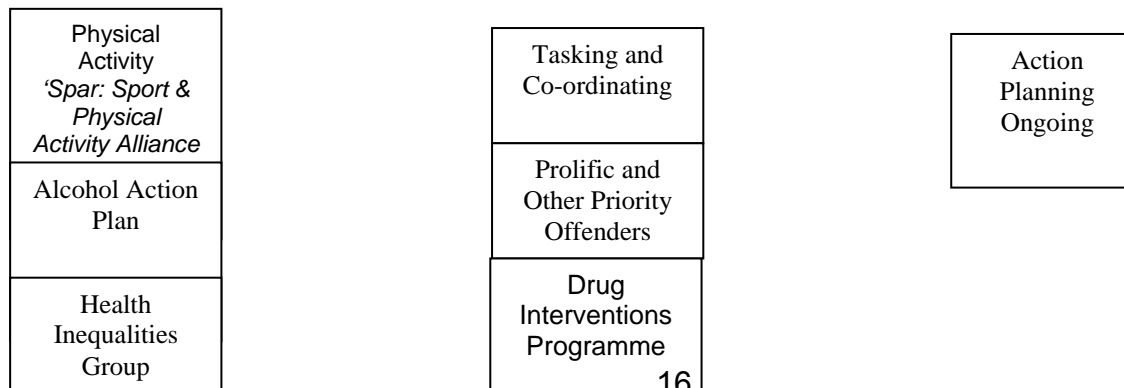 Physical
Activity
‘Spar: Sport &
Physical
Activity Alliance
Alcohol Action
Plan
Health
Inequalities
Group
Tasking and
Co-ordinating
Prolific and
Other Priority
Offenders
Drug
Interventions
Programme
16
Action
Planning
Ongoing